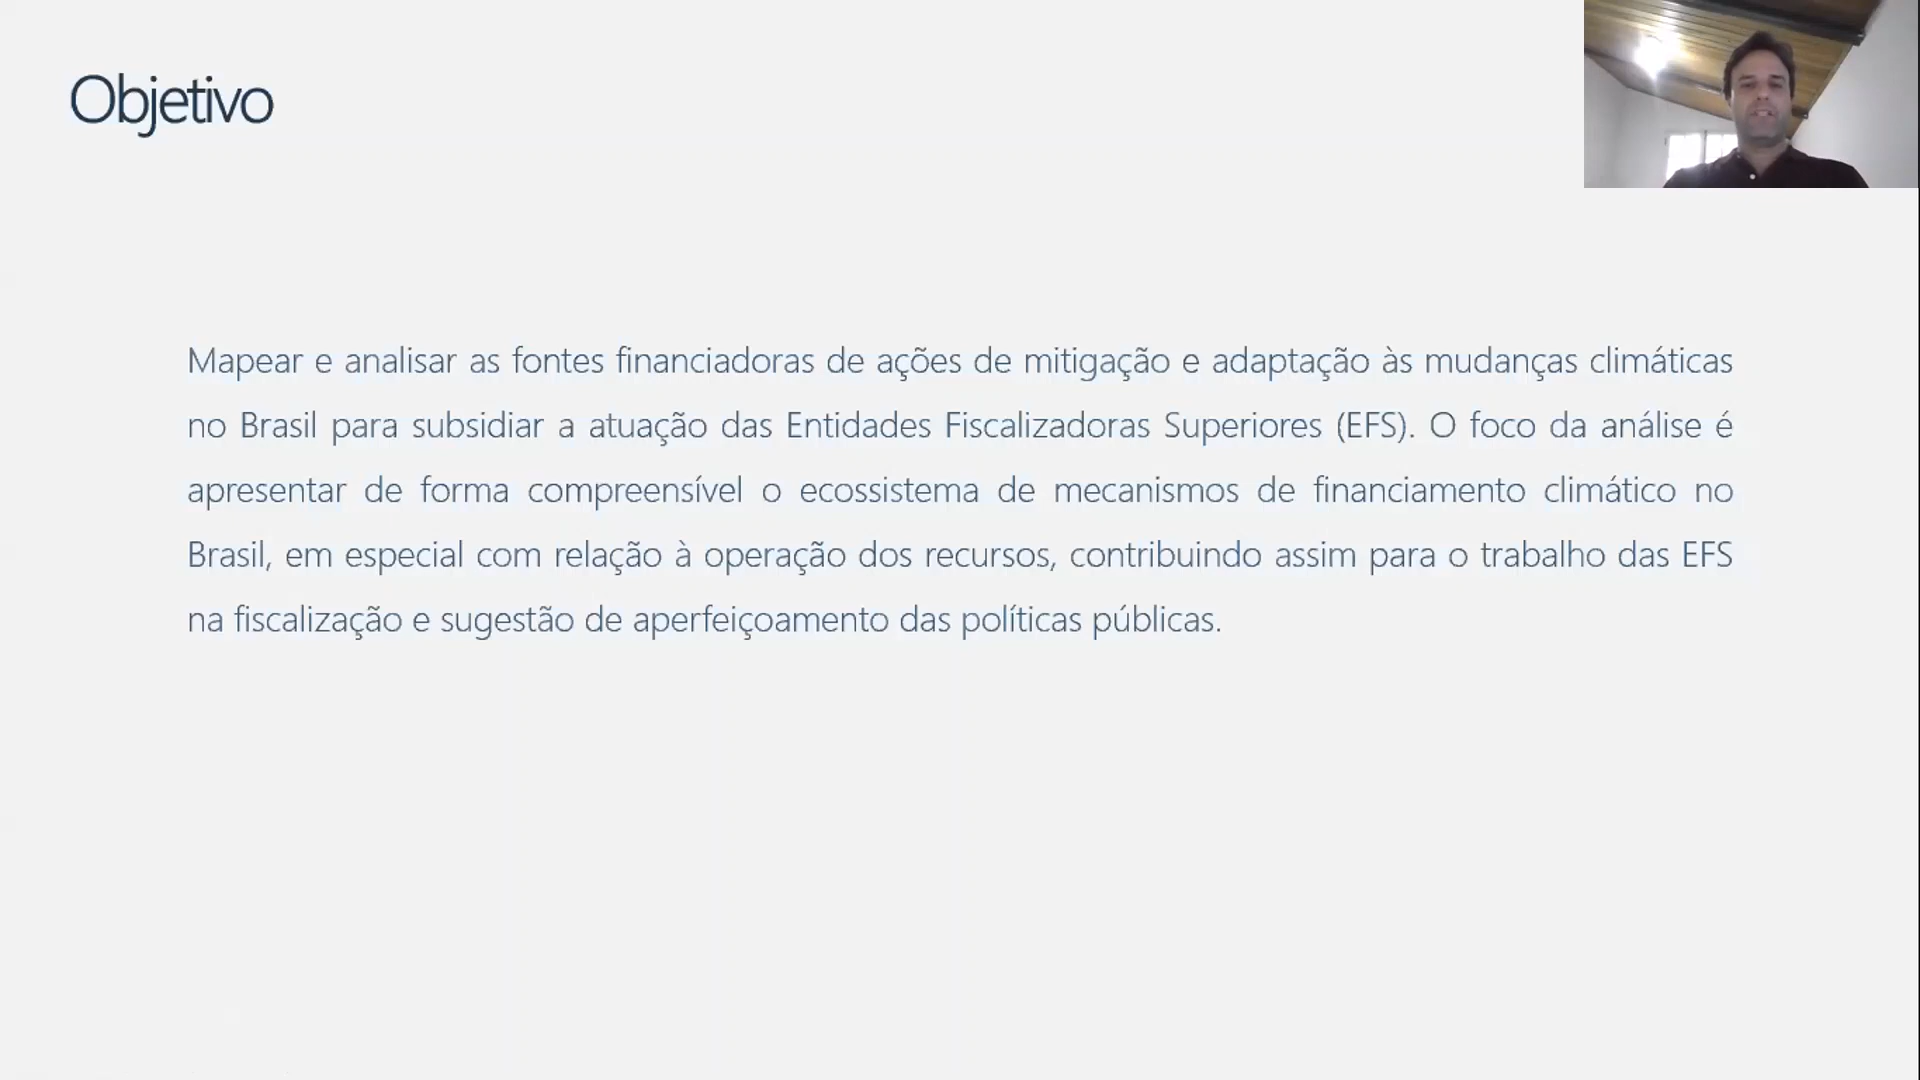 Objetivo
Mapear e analisar as fontes financiadoras de ações de mitigação e adaptação às mudanças climáticas
no Brasil para subsidiar a atuação das Entidades Fiscalizadoras Superiores (EFS). O foco da análise é
apresentar de forma compreensível o ecossistema de mecanismos de financiamento climático no
Brasil, em especial com relação à operação dos recursos, contribuindo assim para o trabalho das EFS
na fiscalização e sugestão de aperfeiçoamento das políticas públicas.